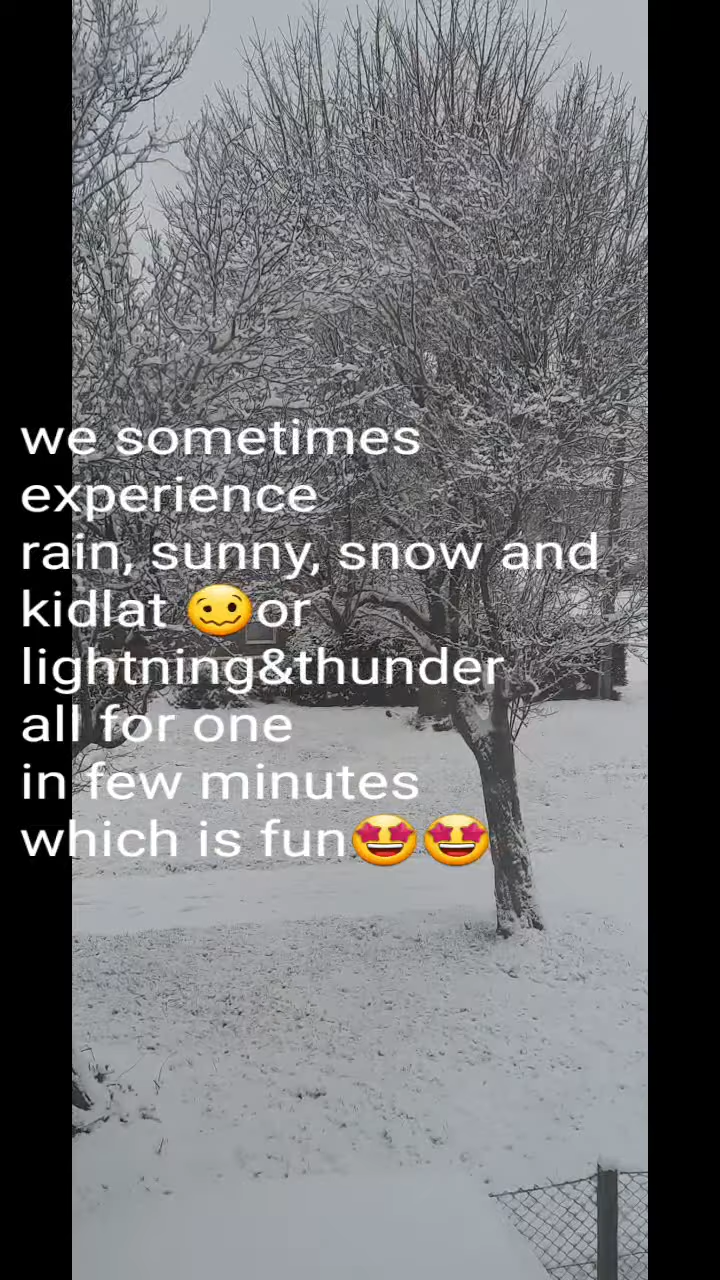 we sometimes
experience
rain, sunny, snow and
kidlat 🥴or
lightning&thunder
all for one
in few minutes
which is fun🤩🤩